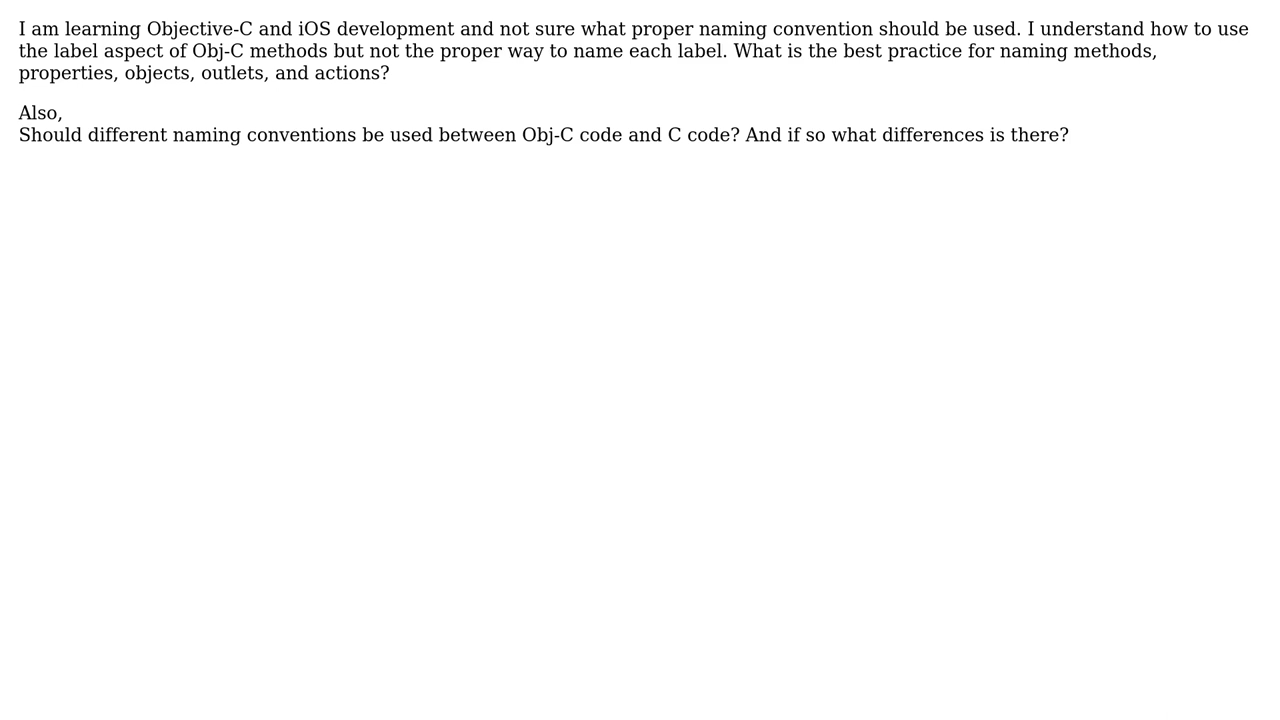 I am learning Objective-C and iOS development and not sure what proper naming convention should be used. I understand how to use
the label aspect of Obj-C methods but not the proper way to name each label. What is the best practice for naming methods,
properties, objects, outlets, and actions?
Also,
Should different naming conventions be used between Obj-C code and C code? And if so what differences is there?